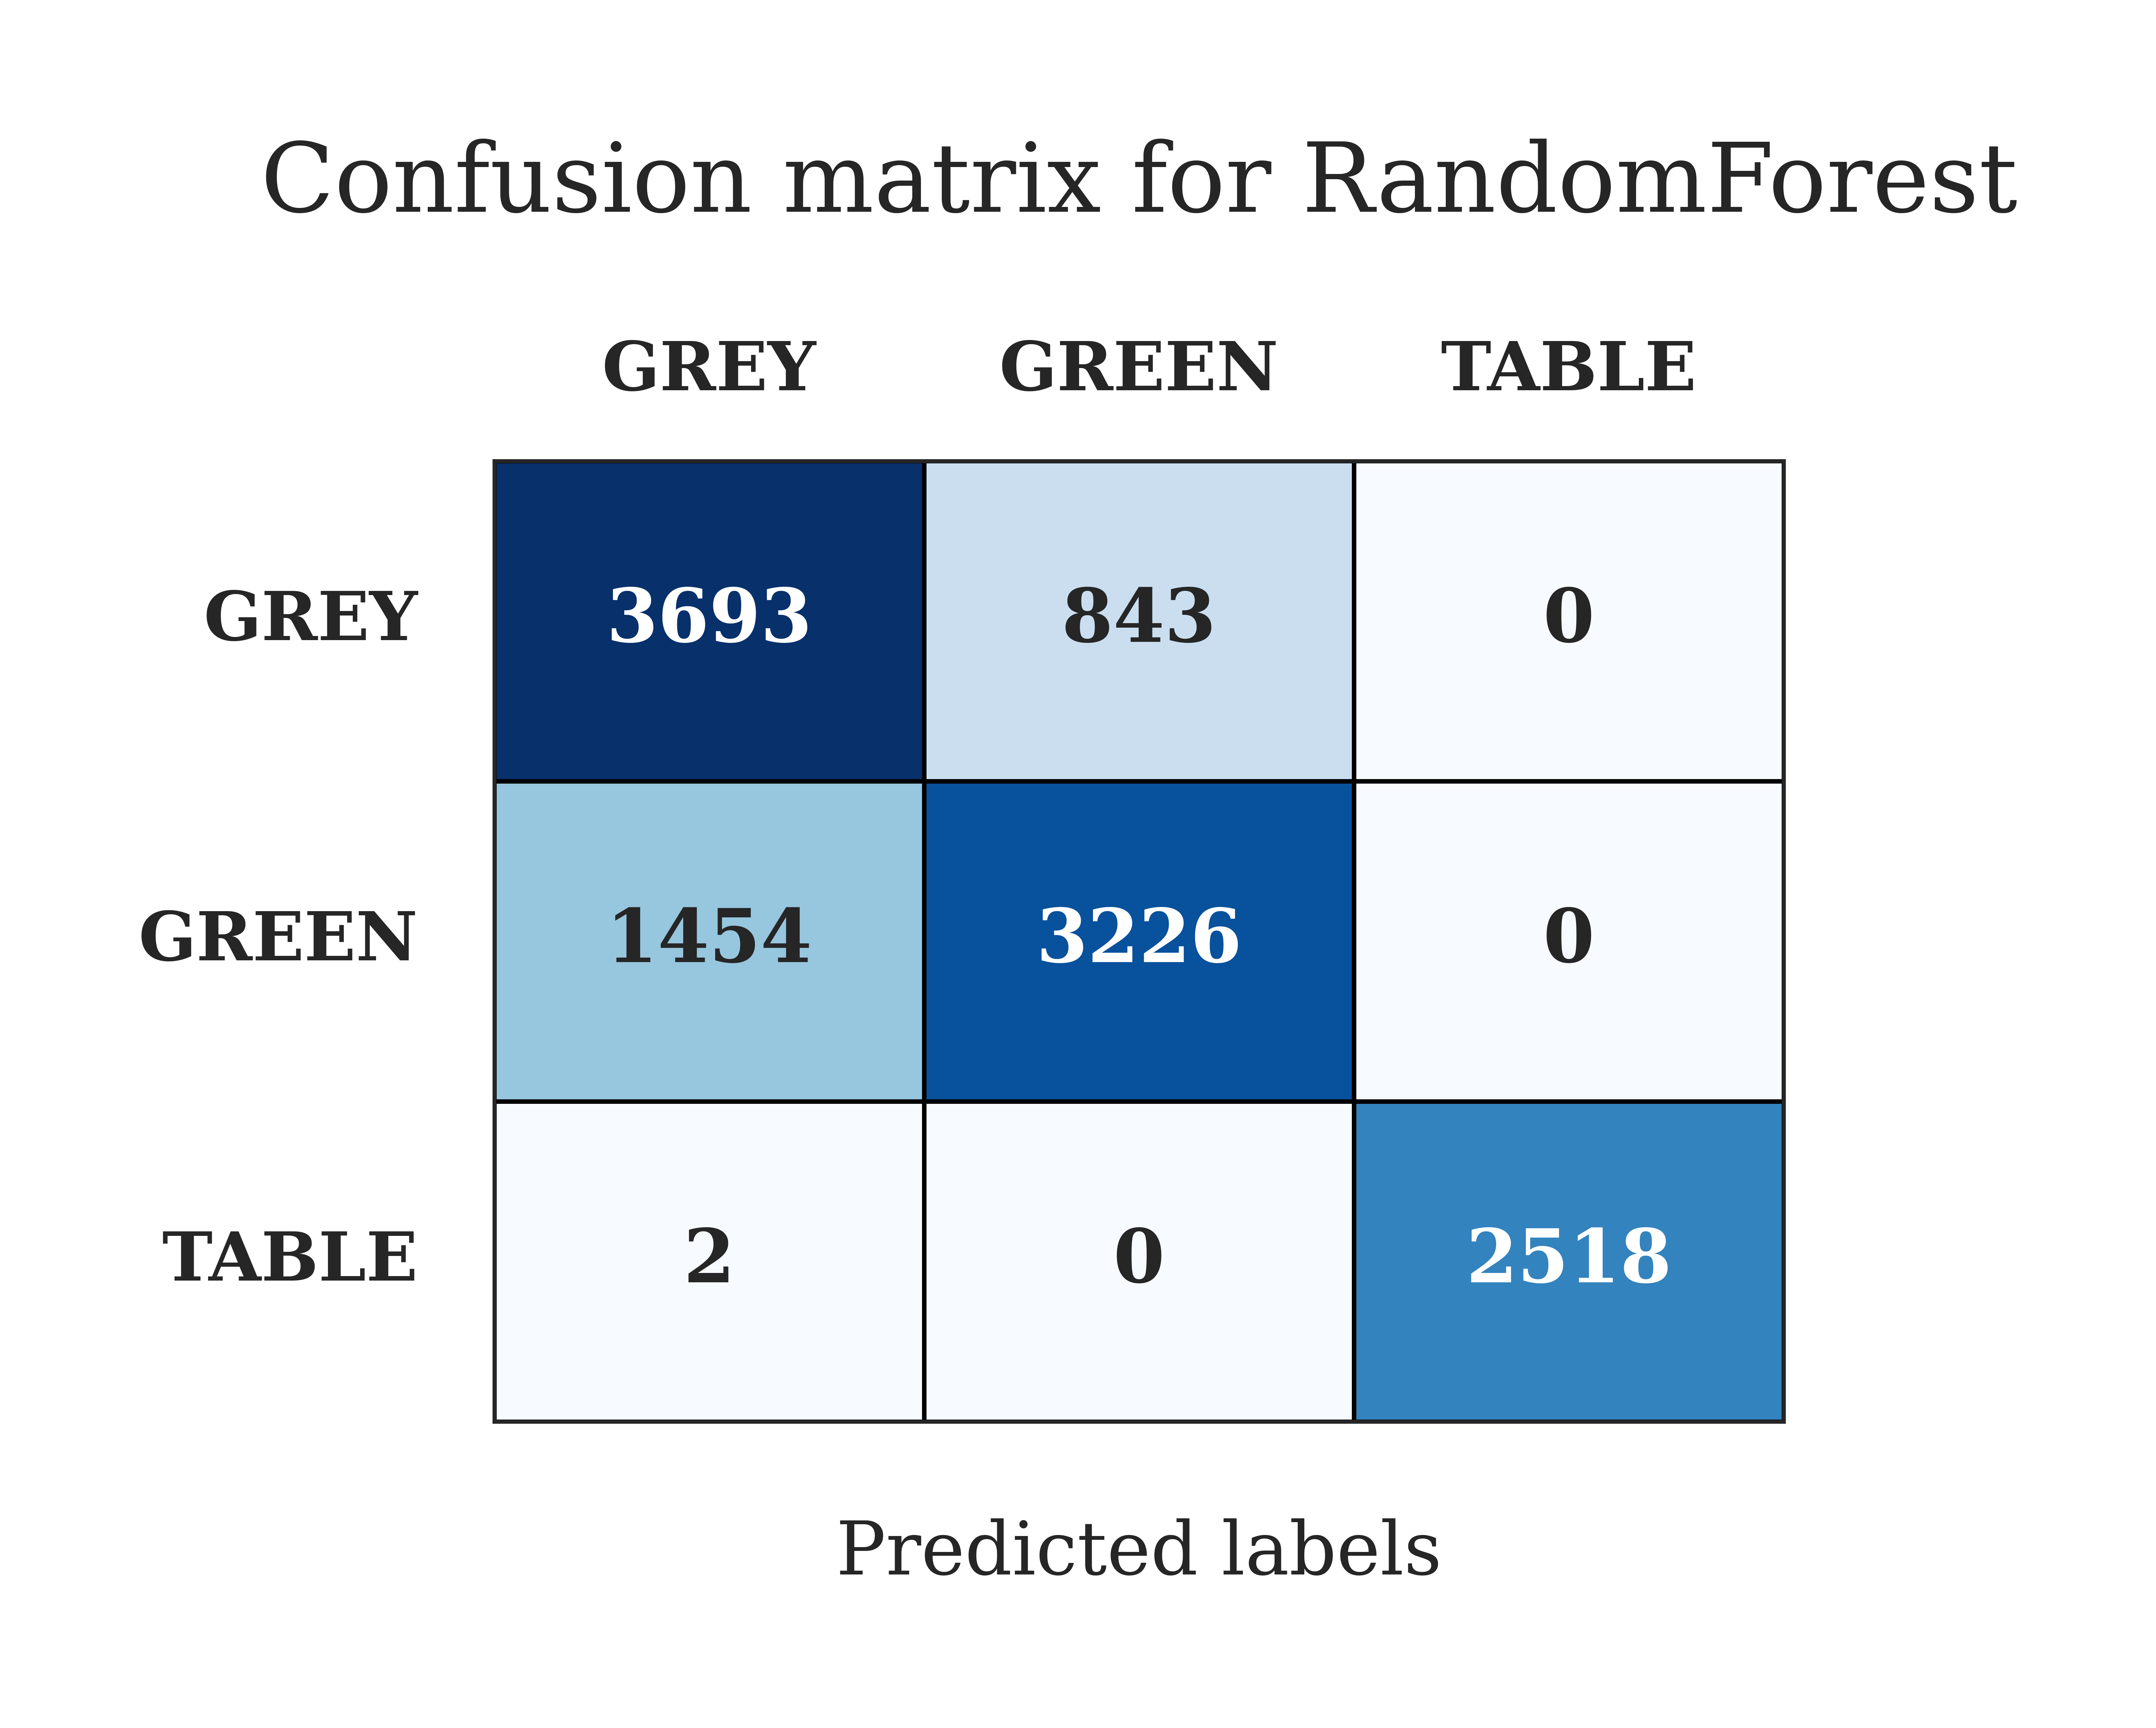 Confusion matrix for RandomForest
GREY GREEN TABLE
GREY 3693 843 0
GREEN 1454 3226 0
TABLE 2 0 2518
Predicted labels